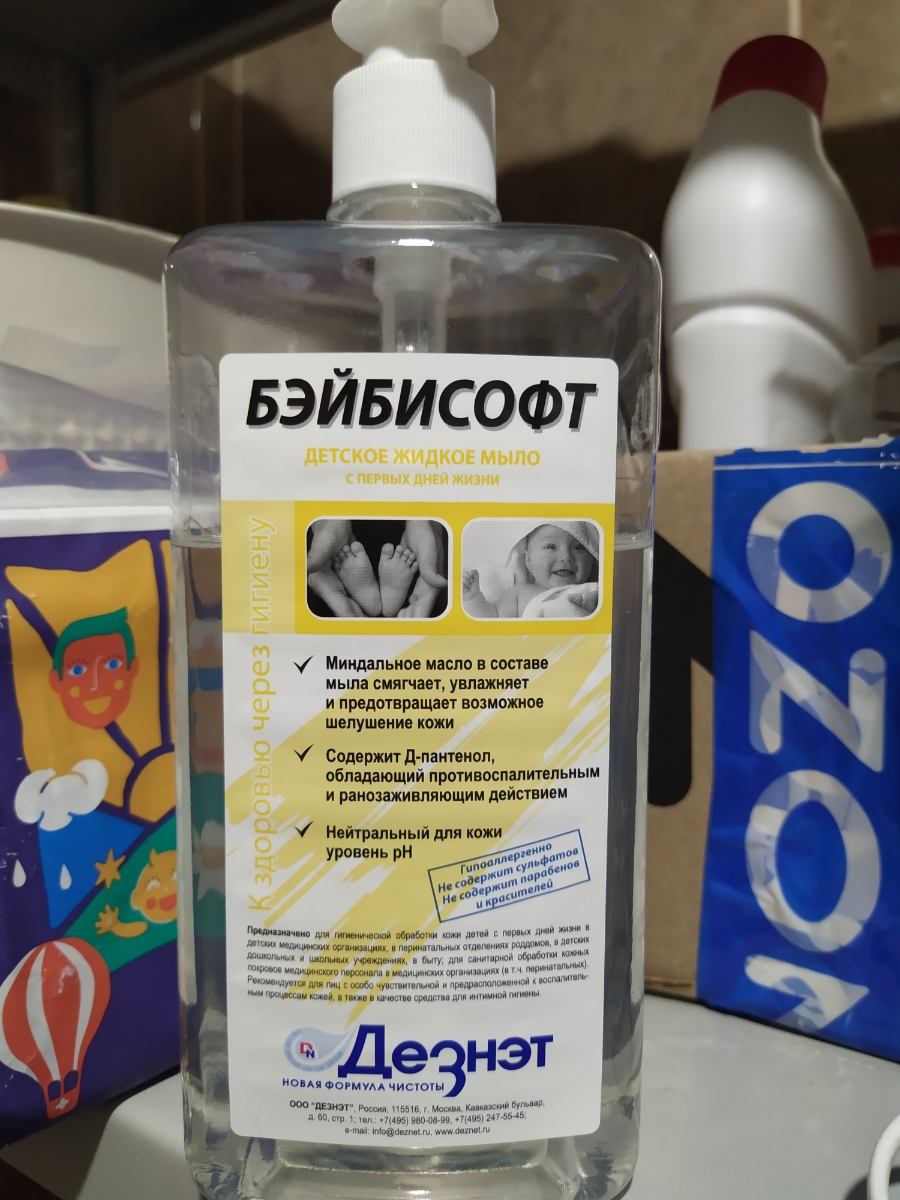 БЭЙБИСОФТ
ДЕТСКОЕ ЖИДКОЕ МЫЛО
С ПЕРВЫХ ДНЕЙ ЖИЗНИ
К здоровью через гигиену
Миндальное масло в составе
мыла смягчает, увлажняет
и предотвращает возможное
шелушение кожи
Содержит Д-пантенол,
обладающий противоспалительным
и ранозаживляющим действием
Нейтральный для кожи
уровень pH
Гипоаллергенно
Не содержит сульфатов
Не содержит парабенов
и красителей
Предназначено для гигиенической обработки кожи детей с первых дней жизни в
детских медицинских организациях, в перинатальных отделениях роддомов, в детских
дошкольных и школьных учреждениях, в быту; для санитарной обработки кожных
покровов медицинского персонала в медицинских организациях (в т.ч. перинатальных).
Рекомендуется для лиц с особо чувствительной и предрасположенной к воспалитель-
ным процессам кожей, а также в качестве средства для интимной гигиены.
DN
Дезнэт
НОВАЯ ФОРМУЛА ЧИСТОТЫ
ООО "ДЕЗНЭТ", Россия, 115516, г. Москва, Кавказский бульвар,
д. 60, стр. 1; тел.: +7(495) 980-08-99, +7(495) 247-55-45;
e-mail: info@deznet.ru, www.deznet.ru
OZON